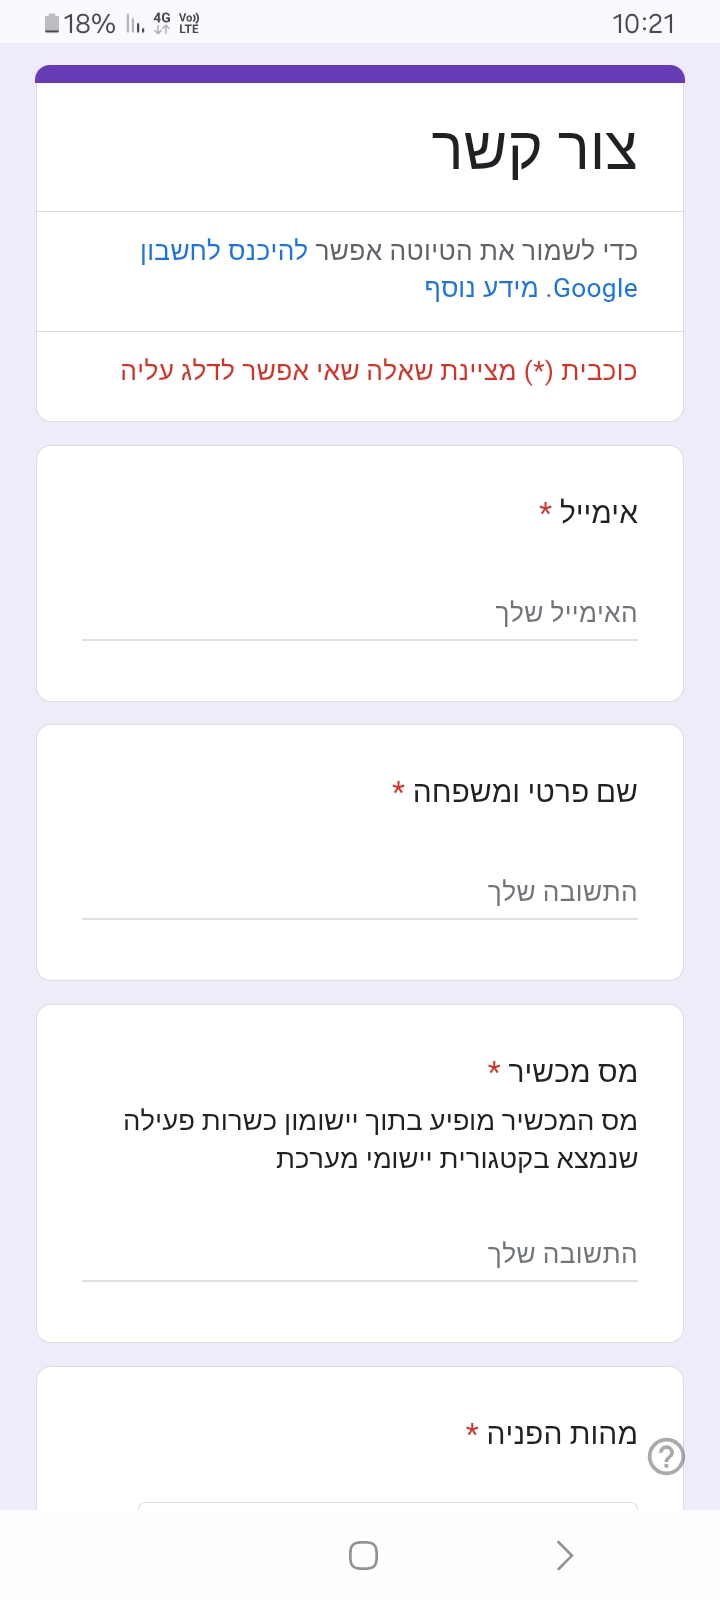 18% 4G Vo)) LTE 10:21
צור קשר
כדי לשמור את הטיוטה אפשר להיכנס לחשבון
Google. מידע נוסף
כוכבית (*) מציינת שאלה שאי אפשר לדלג עליה
אימייל *
האימייל שלך
שם פרטי ומשפחה *
התשובה שלך
מס מכשיר *
מס המכשיר מופיע בתוך יישומון כשרות פעילה
שנמצא בקטגורית יישומי מערכת
התשובה שלך
מהות הפניה *
?